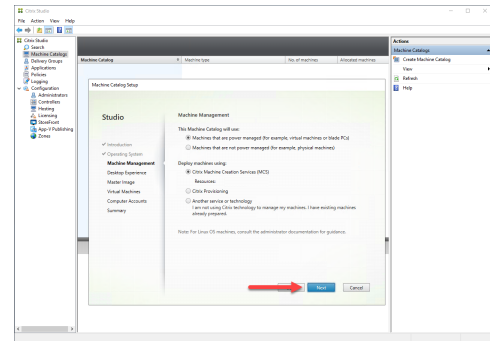 Citrix Studio
File Action View Help
Citrix Studio
Search
Machine Catalogs
Delivery Groups
Applications
Policies
Logging
Configuration
Administrators
Controllers
Hosting
Licensing
StoreFront
App-V Publishing
Zones
Machine Catalog
Machine type
No. of machines
Allocated machines
Actions
Machine Catalogs
Create Machine Catalog
View
Refresh
Help
Machine Catalog Setup
Studio
Introduction
Operating System
Machine Management
Desktop Experience
Master Image
Virtual Machines
Computer Accounts
Summary
Machine Management
This Machine Catalog will use:
Machines that are power managed (for example, virtual machines or blade PCs)
Machines that are not power managed (for example, physical machines)
Deploy machines using:
Citrix Machine Creation Services (MCS)
Resources:
Citrix Provisioning
Another service or technology
I am not using Citrix technology to manage my machines. I have existing machines
already prepared.
Note: For Linux OS machines, consult the administrator documentation for guidance.
Next
Cancel